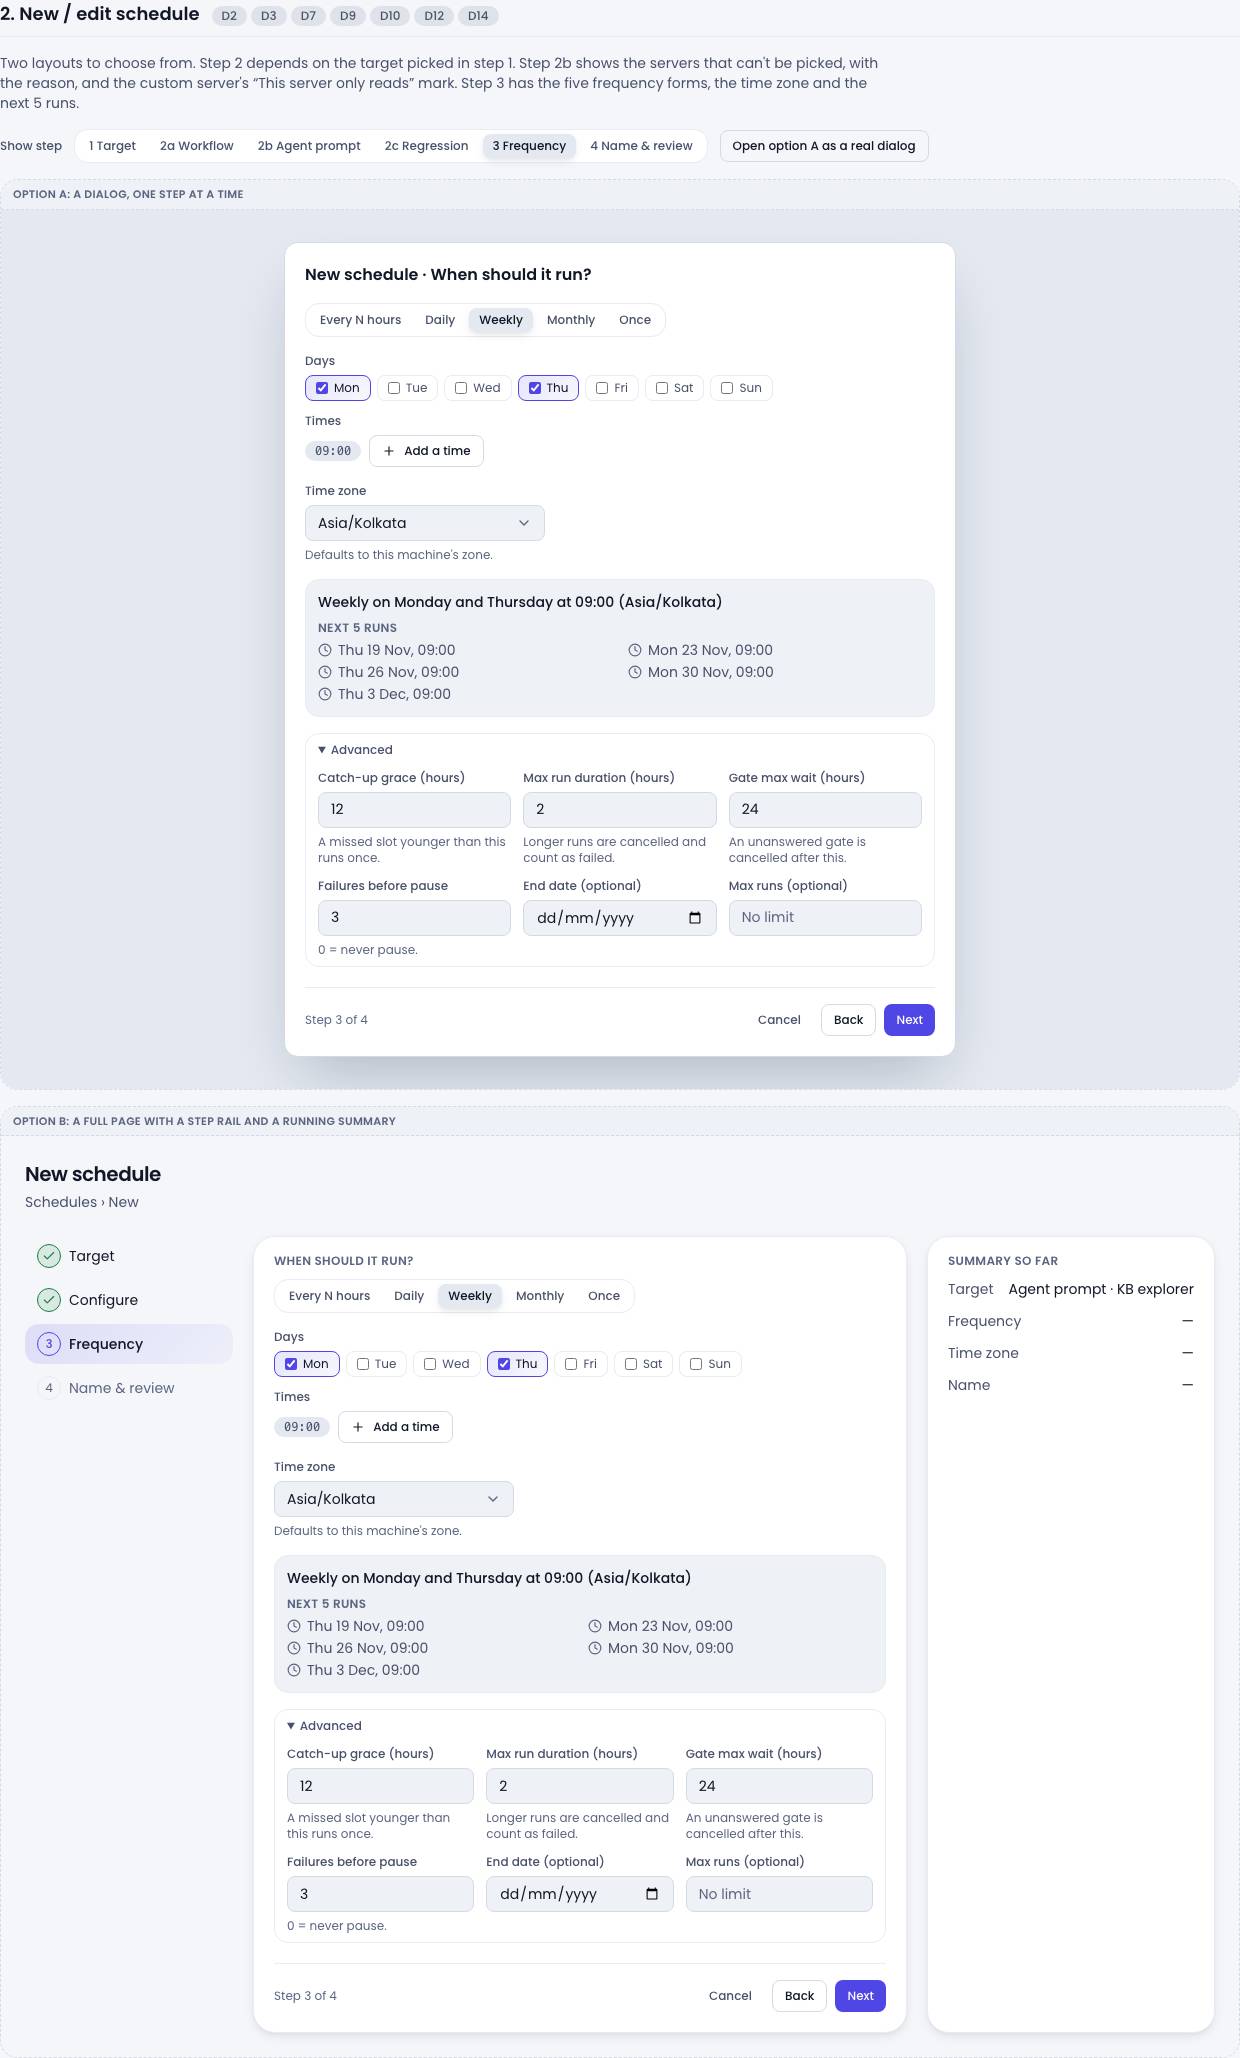 2. New / edit schedule D2 D3 D7 D9 D10 D12 D14
Two layouts to choose from. Step 2 depends on the target picked in step 1. Step 2b shows the servers that can't be picked, with
the reason, and the custom server's “This server only reads” mark. Step 3 has the five frequency forms, the time zone and the
next 5 runs.
Show step 1 Target 2a Workflow 2b Agent prompt 2c Regression 3 Frequency 4 Name & review Open option A as a real dialog
OPTION A: A DIALOG, ONE STEP AT A TIME
New schedule · When should it run?
Every N hours Daily Weekly Monthly Once
Days
Mon Tue Wed Thu Fri Sat Sun
Times
09:00 + Add a time
Time zone
Asia/Kolkata
Defaults to this machine's zone.
Weekly on Monday and Thursday at 09:00 (Asia/Kolkata)
NEXT 5 RUNS
Thu 19 Nov, 09:00 Mon 23 Nov, 09:00
Thu 26 Nov, 09:00 Mon 30 Nov, 09:00
Thu 3 Dec, 09:00
▼ Advanced
Catch-up grace (hours) Max run duration (hours) Gate max wait (hours)
12 2 24
A missed slot younger than this Longer runs are cancelled and An unanswered gate is
runs once. count as failed. cancelled after this.
Failures before pause End date (optional) Max runs (optional)
3 dd/mm/yyyy No limit
0 = never pause.
Step 3 of 4 Cancel Back Next
OPTION B: A FULL PAGE WITH A STEP RAIL AND A RUNNING SUMMARY
New schedule
Schedules › New
Target
Configure
3 Frequency
4 Name & review
WHEN SHOULD IT RUN?
Every N hours Daily Weekly Monthly Once
Days
Mon Tue Wed Thu Fri Sat Sun
Times
09:00 + Add a time
Time zone
Asia/Kolkata
Defaults to this machine's zone.
Weekly on Monday and Thursday at 09:00 (Asia/Kolkata)
NEXT 5 RUNS
Thu 19 Nov, 09:00 Mon 23 Nov, 09:00
Thu 26 Nov, 09:00 Mon 30 Nov, 09:00
Thu 3 Dec, 09:00
▼ Advanced
Catch-up grace (hours) Max run duration (hours) Gate max wait (hours)
12 2 24
A missed slot younger than Longer runs are cancelled and An unanswered gate is
this runs once. count as failed. cancelled after this.
Failures before pause End date (optional) Max runs (optional)
3 dd/mm/yyyy No limit
0 = never pause.
Step 3 of 4 Cancel Back Next
SUMMARY SO FAR
Target Agent prompt · KB explorer
Frequency —
Time zone —
Name —